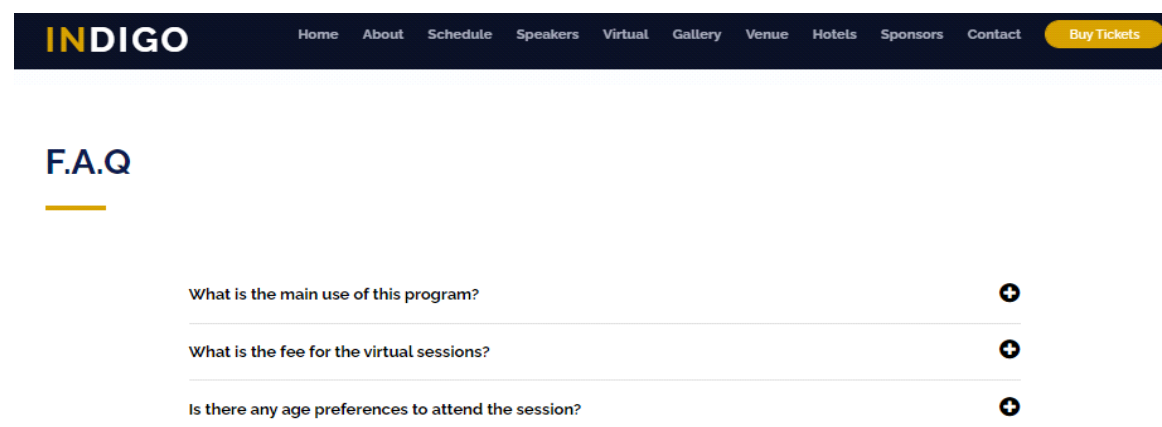 INDIGO Home About Schedule Speakers Virtual Gallery Venue Hotels Sponsors Contact Buy Tickets
F.A.Q
What is the main use of this program?
What is the fee for the virtual sessions?
Is there any age preferences to attend the session?